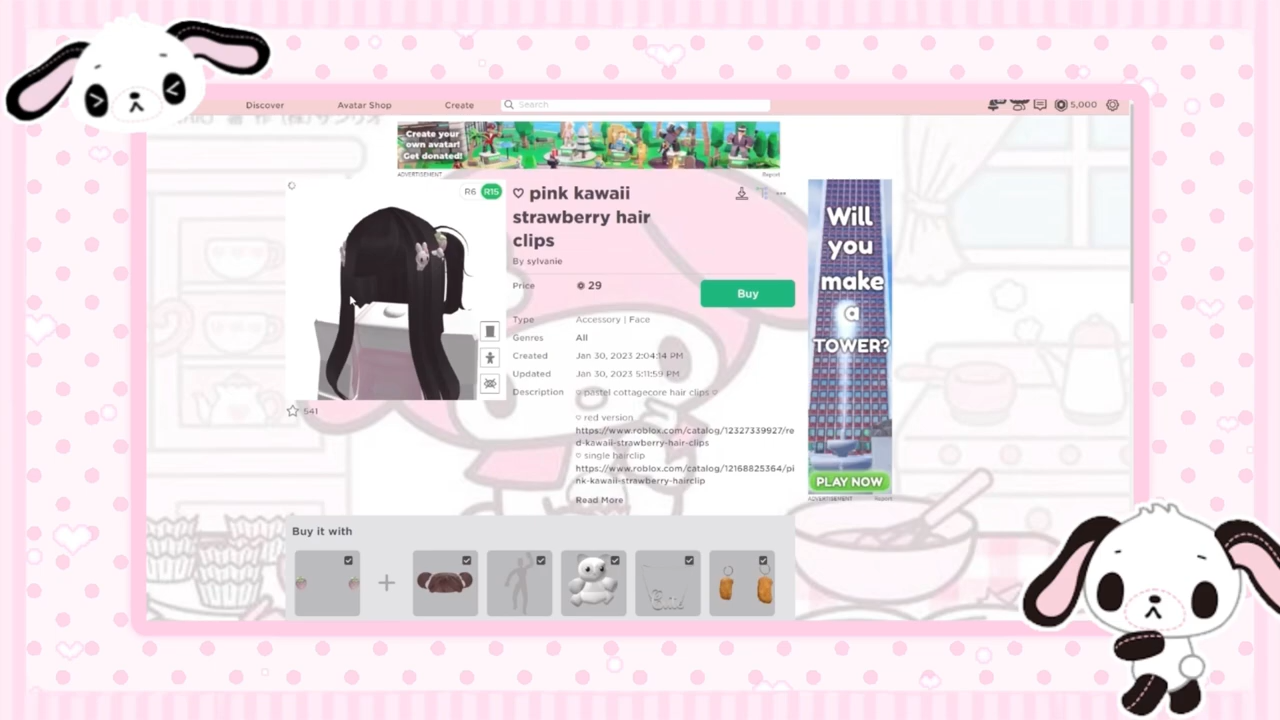 Discover Avatar Shop Create Search 5,000
Create your
own avatar!
Get donated!
ADVERTISEMENT Report
R6 R15
pink kawaii
strawberry hair
clips
By sylvanie
Price 29
Buy
Type Accessory | Face
Genres All
Created Jan 30, 2023 2:04:14 PM
Updated Jan 30, 2023 5:11:59 PM
Description ♡ pastel cottagecore hair clips ♡
♡ red version
https://www.roblox.com/catalog/12327339927/re
d-kawaii-strawberry-hair-clips
♡ single hairclip
https://www.roblox.com/catalog/12168825364/pi
nk-kawaii-strawberry-hairclip
Read More
541
Will
you
make
a
TOWER?
PLAY NOW
ADVERTISEMENT Report
Buy it with